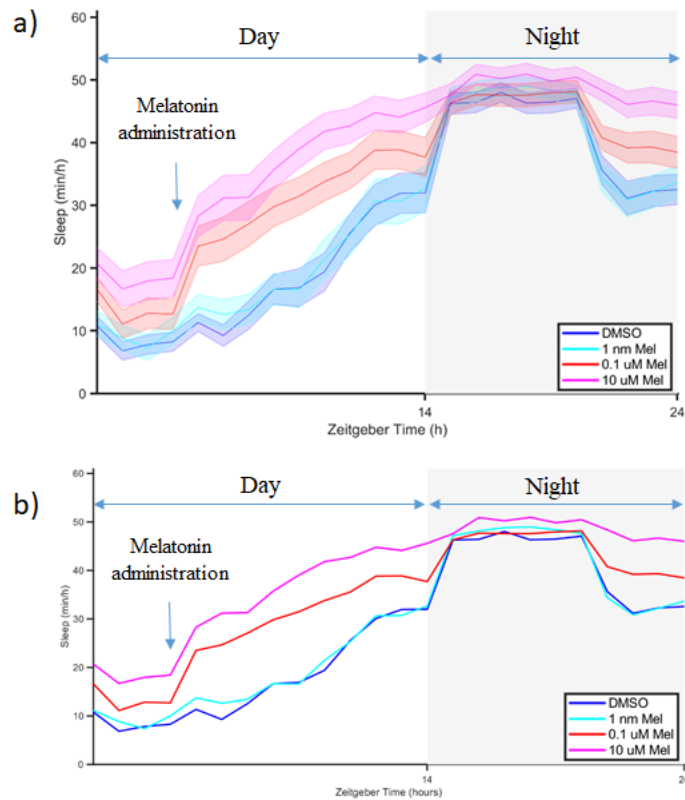 a)
60
50
40
30
20
10
0
Sleep (min/h)
Day
Night
Melatonin
administration
DMSO
1 nm Mel
0.1 uM Mel
10 uM Mel
14
24
Zeitgeber Time (h)
b)
60
50
40
30
20
10
0
Sleep (min/h)
Day
Night
Melatonin
administration
DMSO
1 nm Mel
0.1 uM Mel
10 uM Mel
14
Zeitgeber Time (hours)